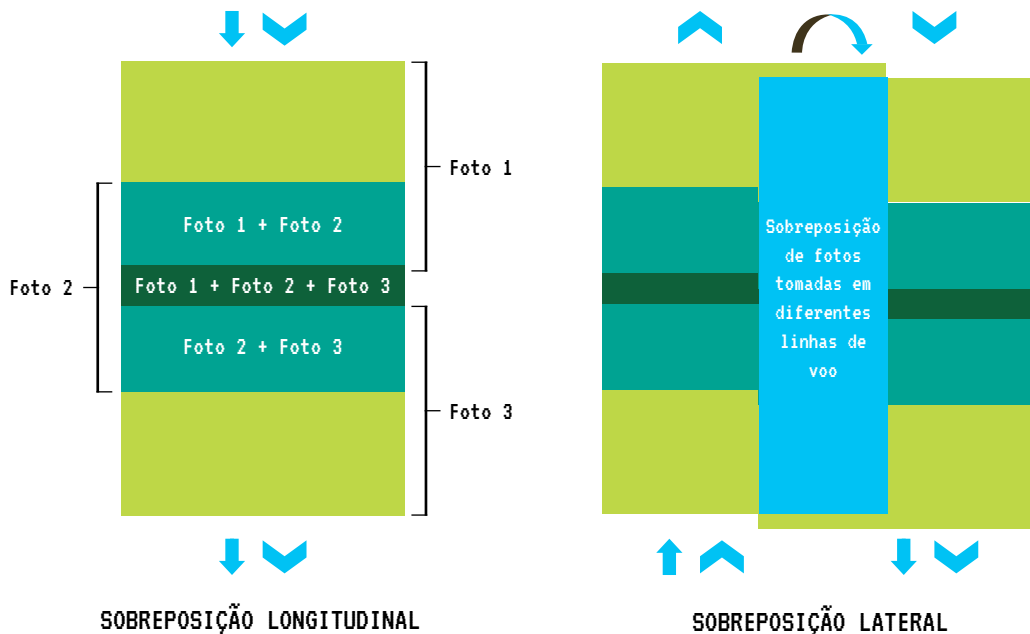 Foto 1
Foto 1 + Foto 2
Foto 2
Foto 1 + Foto 2 + Foto 3
Foto 2 + Foto 3
Foto 3
SOBREPOSIÇÃO LONGITUDINAL
Sobreposição
de fotos
tomadas em
diferentes
linhas de
voo
SOBREPOSIÇÃO LATERAL